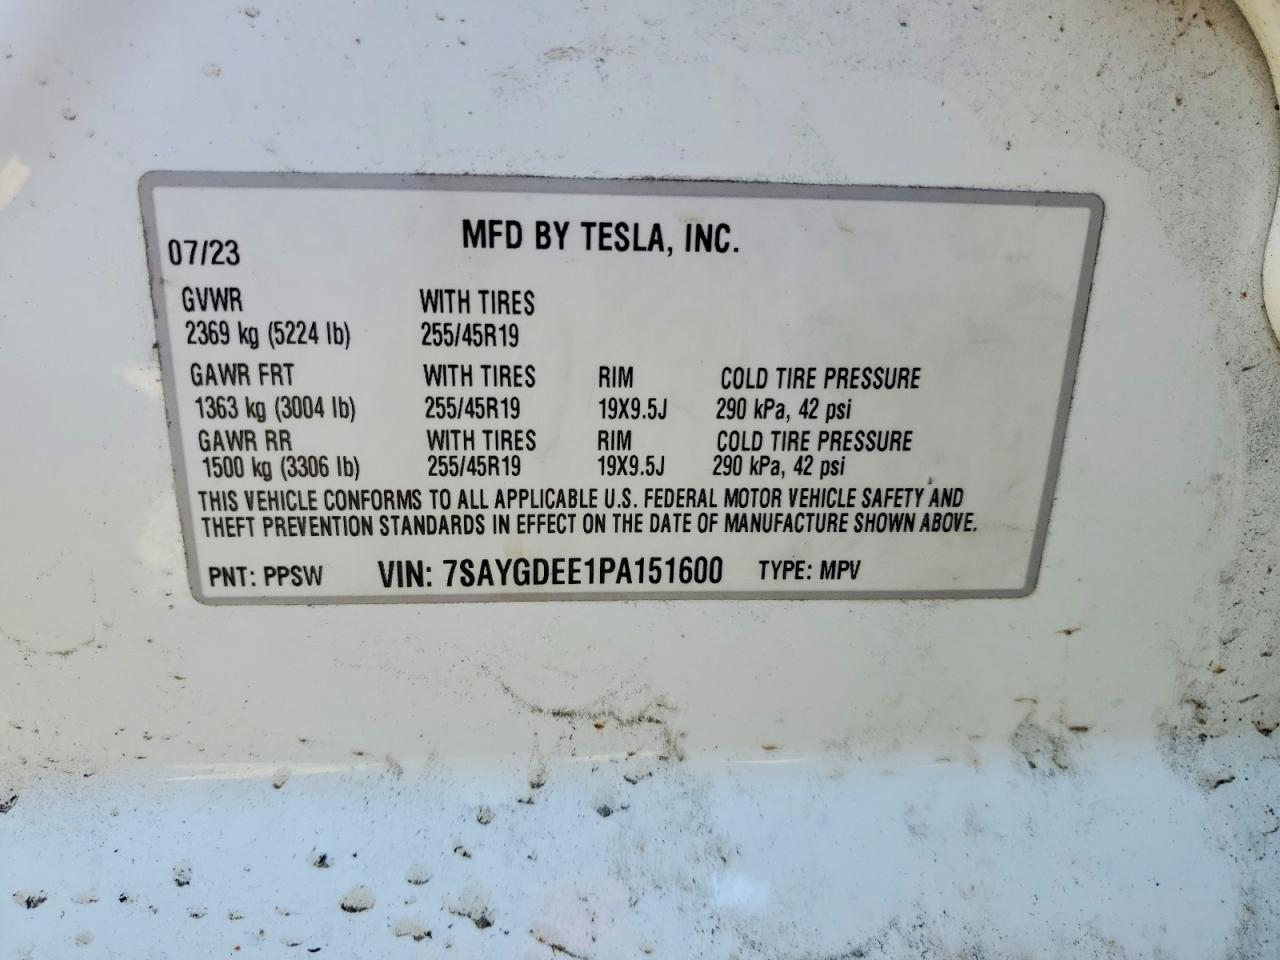 MFD BY TESLA, INC.
07/23
GVWR WITH TIRES
2369 kg (5224 lb) 255/45R19
GAWR FRT WITH TIRES RIM COLD TIRE PRESSURE
1363 kg (3004 lb) 255/45R19 19X9.5J 290 kPa, 42 psi
GAWR RR WITH TIRES RIM COLD TIRE PRESSURE
1500 kg (3306 lb) 255/45R19 19X9.5J 290 kPa, 42 psi
THIS VEHICLE CONFORMS TO ALL APPLICABLE U.S. FEDERAL MOTOR VEHICLE SAFETY AND
THEFT PREVENTION STANDARDS IN EFFECT ON THE DATE OF MANUFACTURE SHOWN ABOVE.
PNT: PPSW VIN: 7SAYGDEE1PA151600 TYPE: MPV